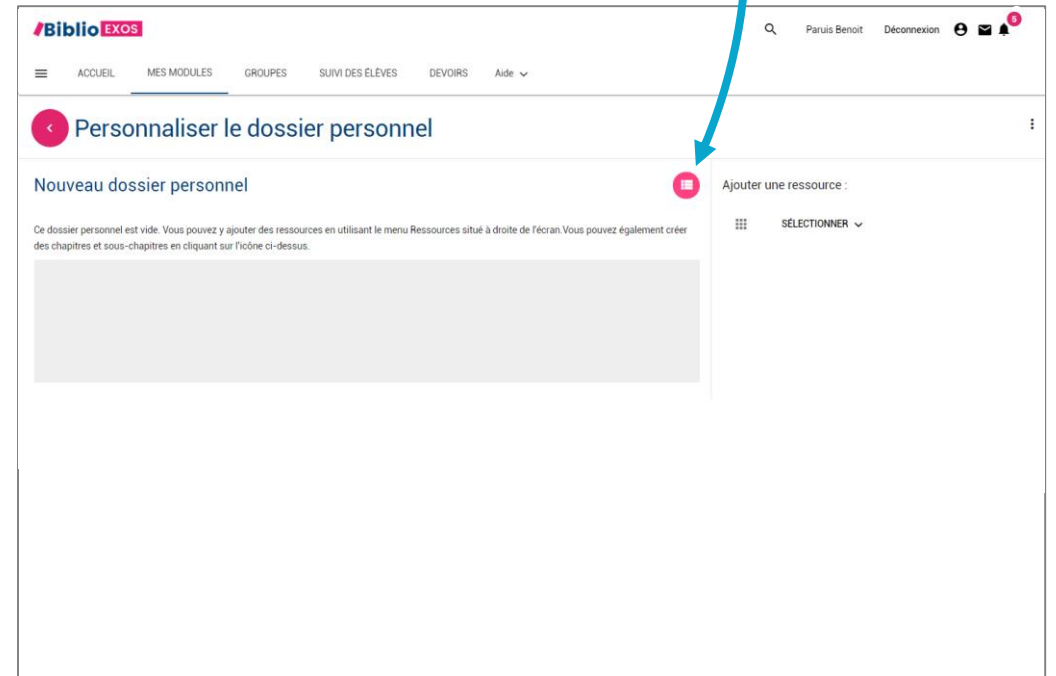 /Biblio EXOS
Paruis Benoit Déconnexion 5
ACCUEIL MES MODULES GROUPES SUIVI DES ÉLÈVES DEVOIRS Aide
Personnaliser le dossier personnel
Nouveau dossier personnel
Ajouter une ressource :
SÉLECTIONNER
Ce dossier personnel est vide. Vous pouvez y ajouter des ressources en utilisant le menu Ressources situé à droite de l'écran.Vous pouvez également créer
des chapitres et sous-chapitres en cliquant sur l'icône ci-dessus.